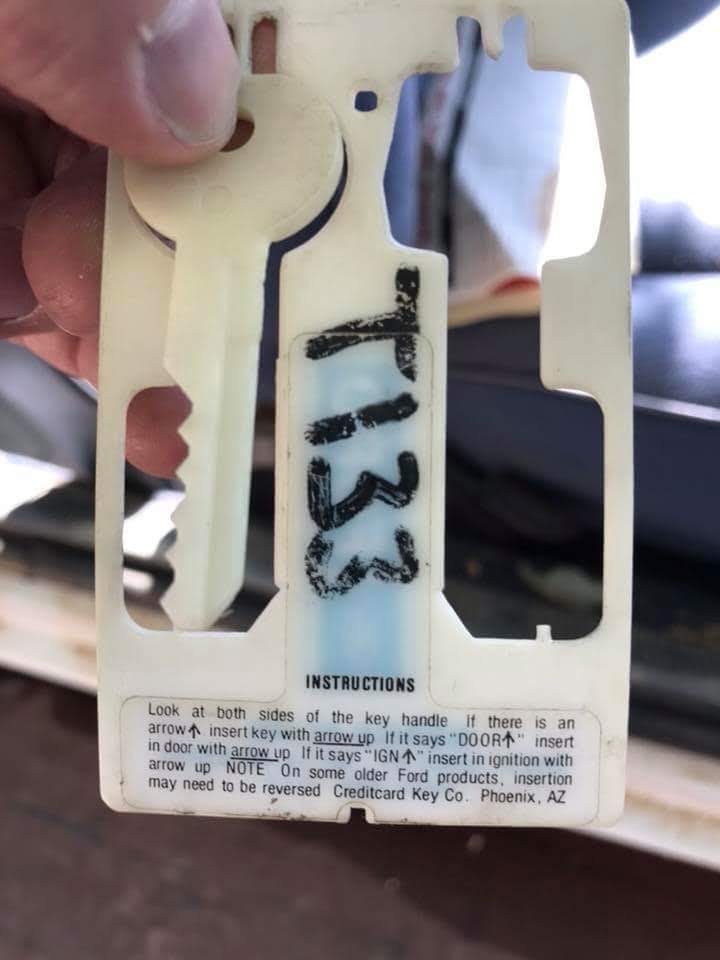 T133
INSTRUCTIONS
Look at both sides of the key handle If there is an
arrow↑ insert key with arrow up If it says "DOOR↑" insert
in door with arrow up If it says "IGN↑" insert in ignition with
arrow up NOTE On some older Ford products, insertion
may need to be reversed Creditcard Key Co. Phoenix, AZ